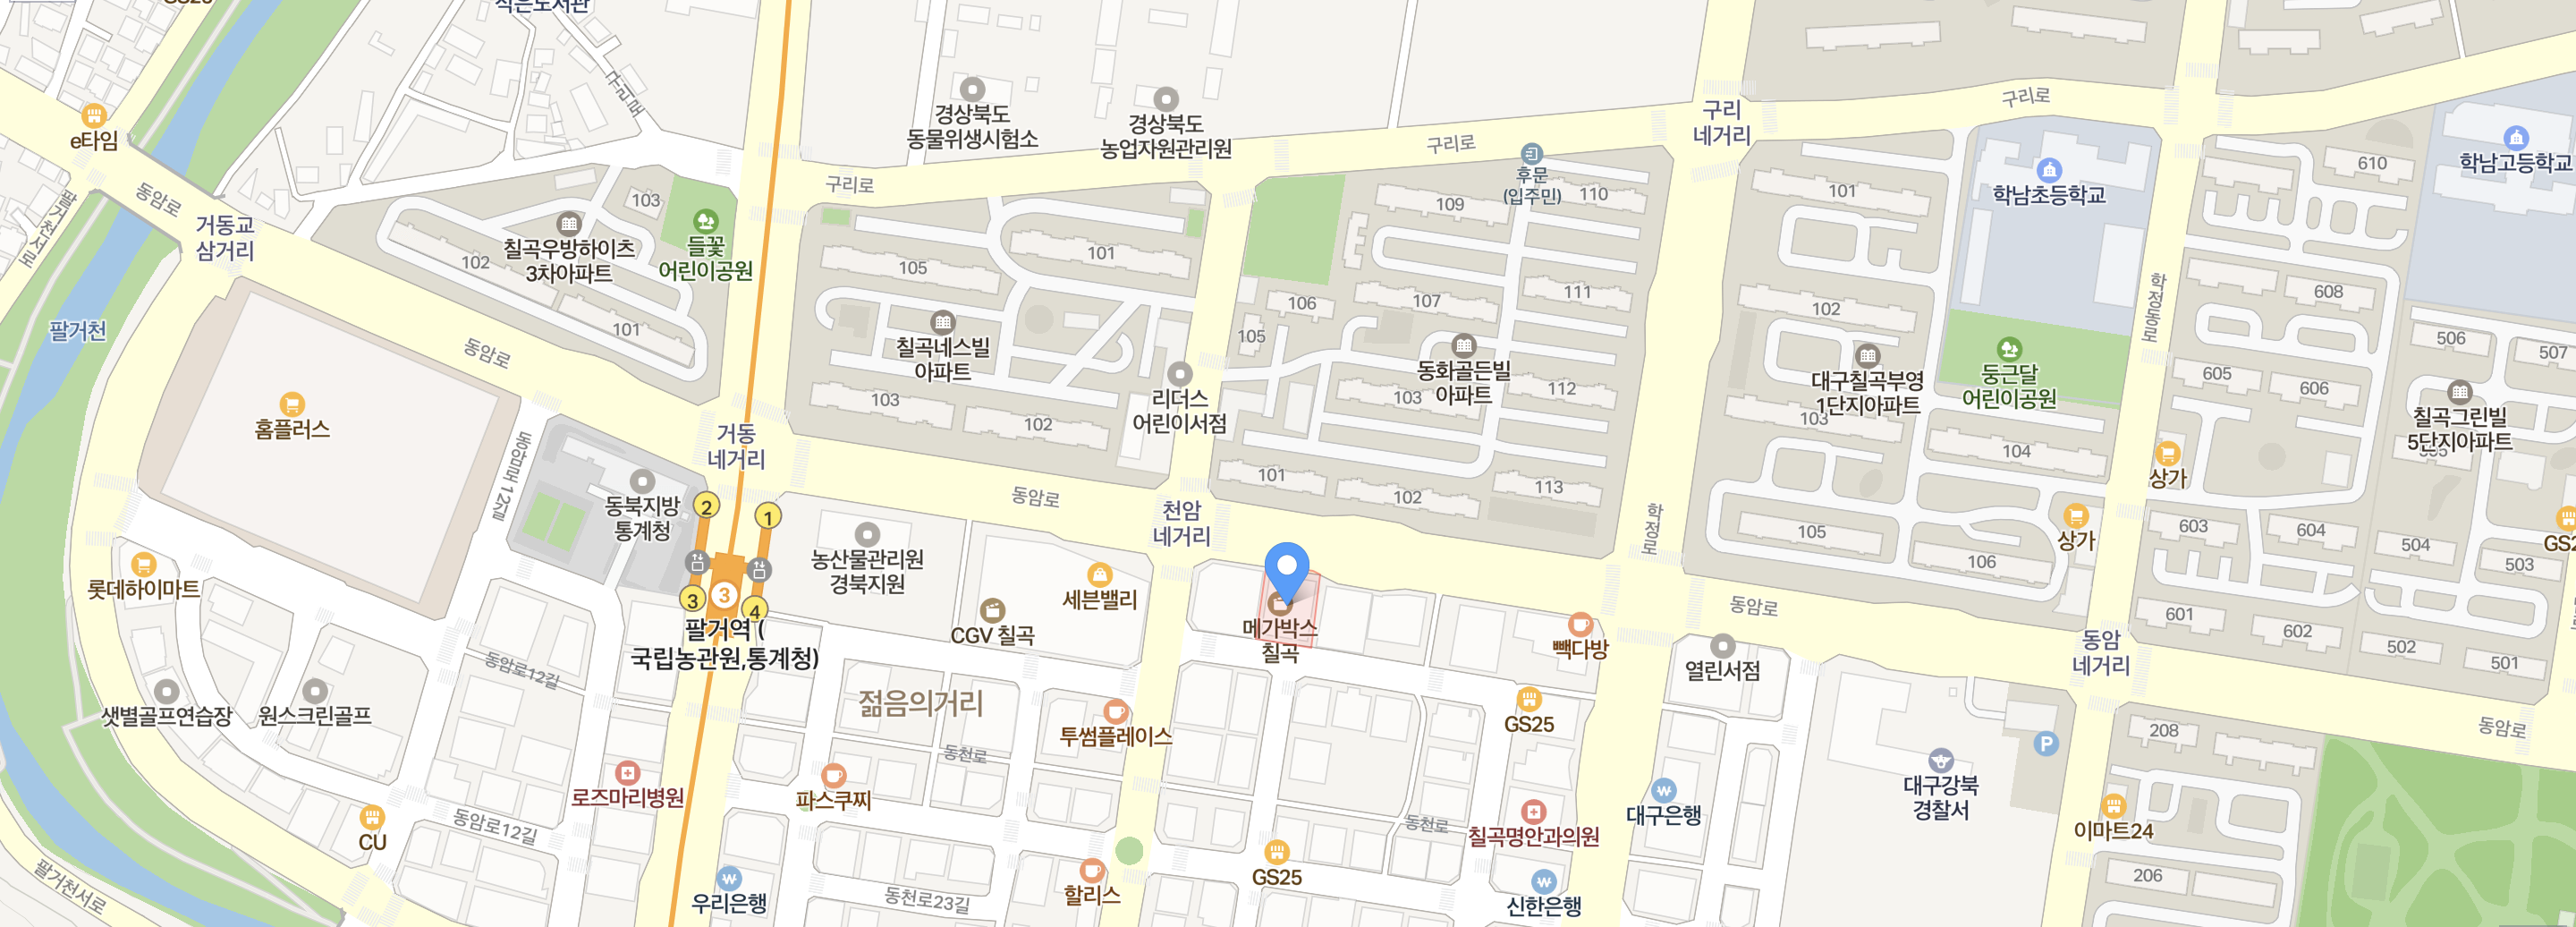 작은도서관
e타임
동암로
팔거천서로
거동교
삼거리
팔거천
구리로
103
칠곡우방하이츠
3차아파트
102
101
들꽃
어린이공원
경상북도
동물위생시험소
경상북도
농업자원관리원
구리로
구리로
후문
(입주민)
구리
네거리
구리로
학남초등학교
610
학남고등학교
105
101
칠곡네스빌
아파트
103
102
리더스
어린이서점
109
110
106
107
111
105
동화골든빌
아파트
103
112
101
102
113
101
102
대구칠곡부영
1단지아파트
103
104
105
106
둥근달
어린이공원
학정동로
608
605
606
506
507
칠곡그린빌
5단지아파트
상가
상가
603
604
504
503
601
602
502
501
홈플러스
동암로
동암로12길
거동
네거리
동북지방
통계청
2
1
3
3
4
팔거역 (
국립농관원,통계청)
농산물관리원
경북지원
동암로
천암
네거리
세븐밸리
CGV 칠곡
메가박스
칠곡
빽다방
학정로
동암로
열린서점
동암
네거리
동암로
롯데하이마트
샛별골프연습장
원스크린골프
동암로12길
젊음의거리
동천로
투썸플레이스
GS25
208
P
로즈마리병원
파스쿠찌
동천로
대구은행
대구강북
경찰서
칠곡명안과의원
이마트24
CU
동암로12길
팔거천서로
우리은행
동천로23길
할리스
GS25
신한은행
206